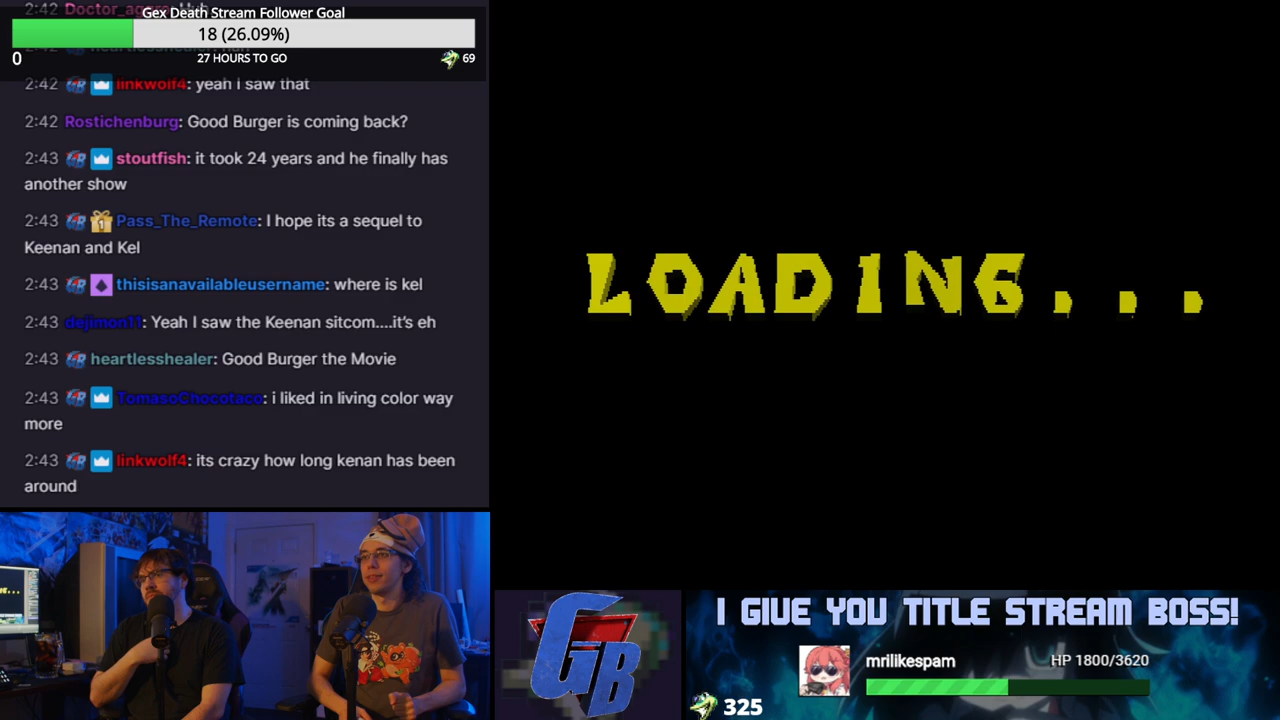 2:42 Doctor_aggro: Huh
Gex Death Stream Follower Goal
18 (26.09%)
0
27 HOURS TO GO
69
2:42 linkwolf4: yeah I saw that
2:42 Rostichenburg: Good Burger is coming back?
2:43 stoutfish: it took 24 years and he finally has
another show
2:43 Pass_The_Remote: I hope its a sequel to
Keenan and Kel
2:43 thisisanavailableusername: where is kel
2:43 dejimon11: Yeah I saw the Keenan sitcom....it's eh
2:43 heartlesshealer: Good Burger the Movie
2:43 TomasoChocotaco: i liked in living color way
more
2:43 linkwolf4: its crazy how long kenan has been
around
LOADING...
GB
I GIVE YOU TITLE STREAM BOSS!
mrilikespam
HP 1800/3620
325